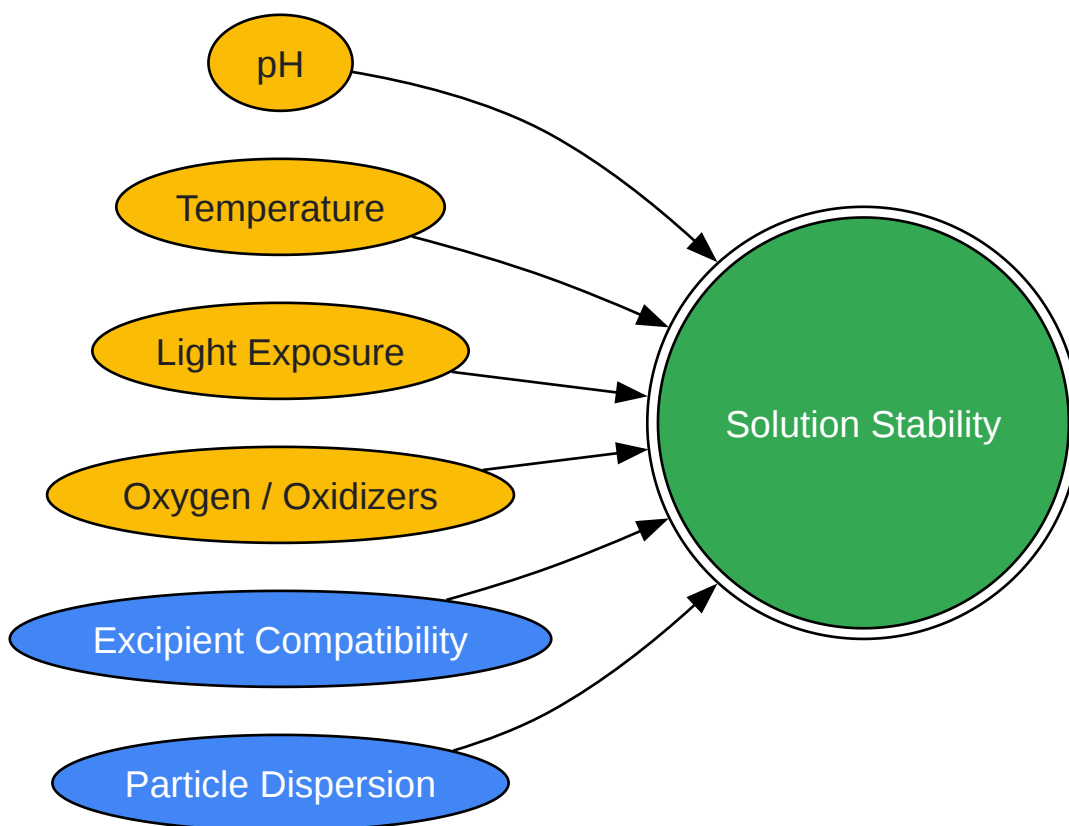 pH
Temperature
Light Exposure
Oxygen / Oxidizers
Excipient Compatibility
Particle Dispersion
Solution Stability